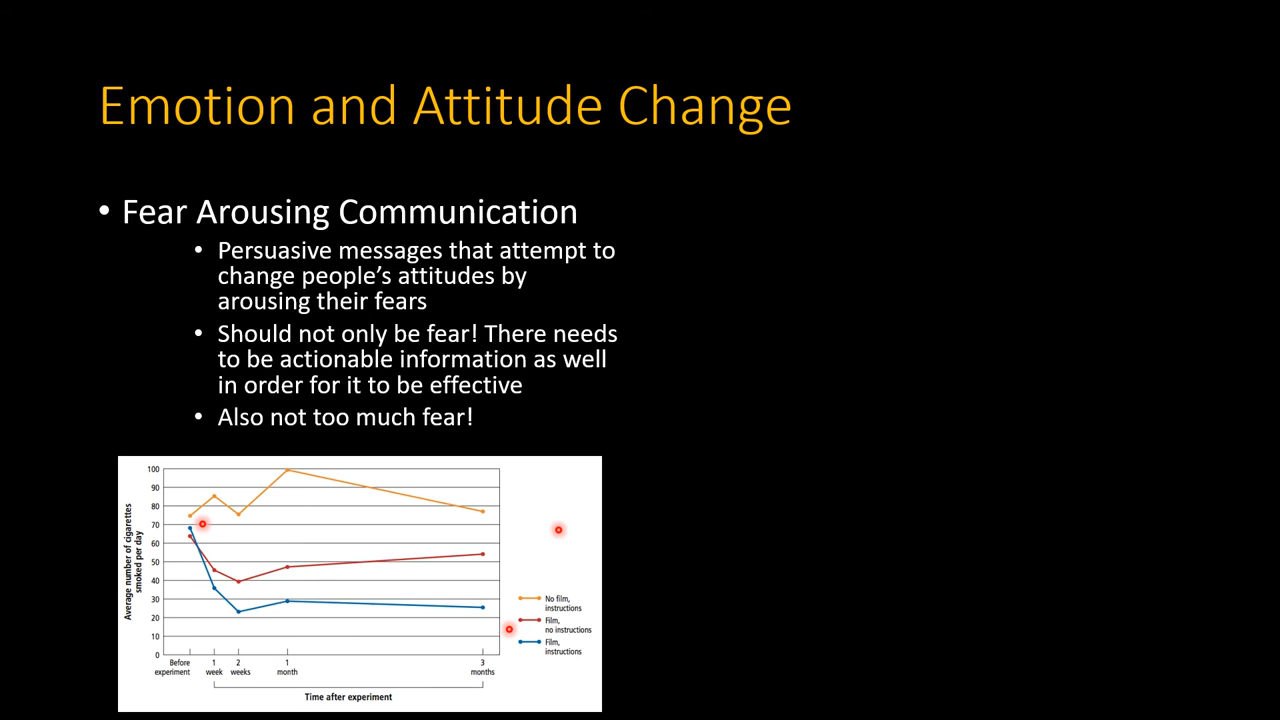 Emotion and Attitude Change
• Fear Arousing Communication
• Persuasive messages that attempt to
change people’s attitudes by
arousing their fears
• Should not only be fear! There needs
to be actionable information as well
in order for it to be effective
• Also not too much fear!
Average number of cigarettes
smoked per day
100
90
80
70
60
50
40
30
20
10
0
Before
experiment
1
week
2
weeks
1
month
3
months
Time after experiment
No film,
instructions
Film,
no instructions
Film,
instructions